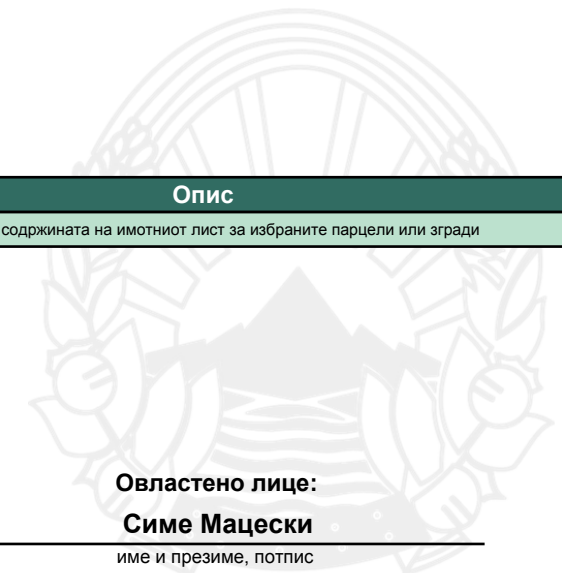 Опис
содржината на имотниот лист за избраните парцели или згради
Овластено лице:
Симе Мацески
име и презиме, потпис